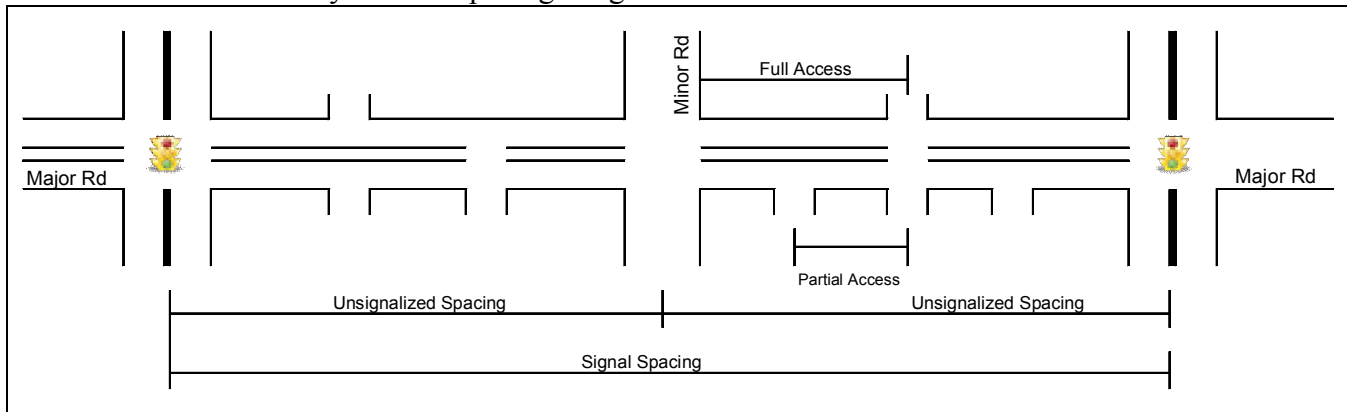 Minor Rd
Full Access
Major Rd
Major Rd
Partial Access
Unsignalized Spacing
Unsignalized Spacing
Signal Spacing